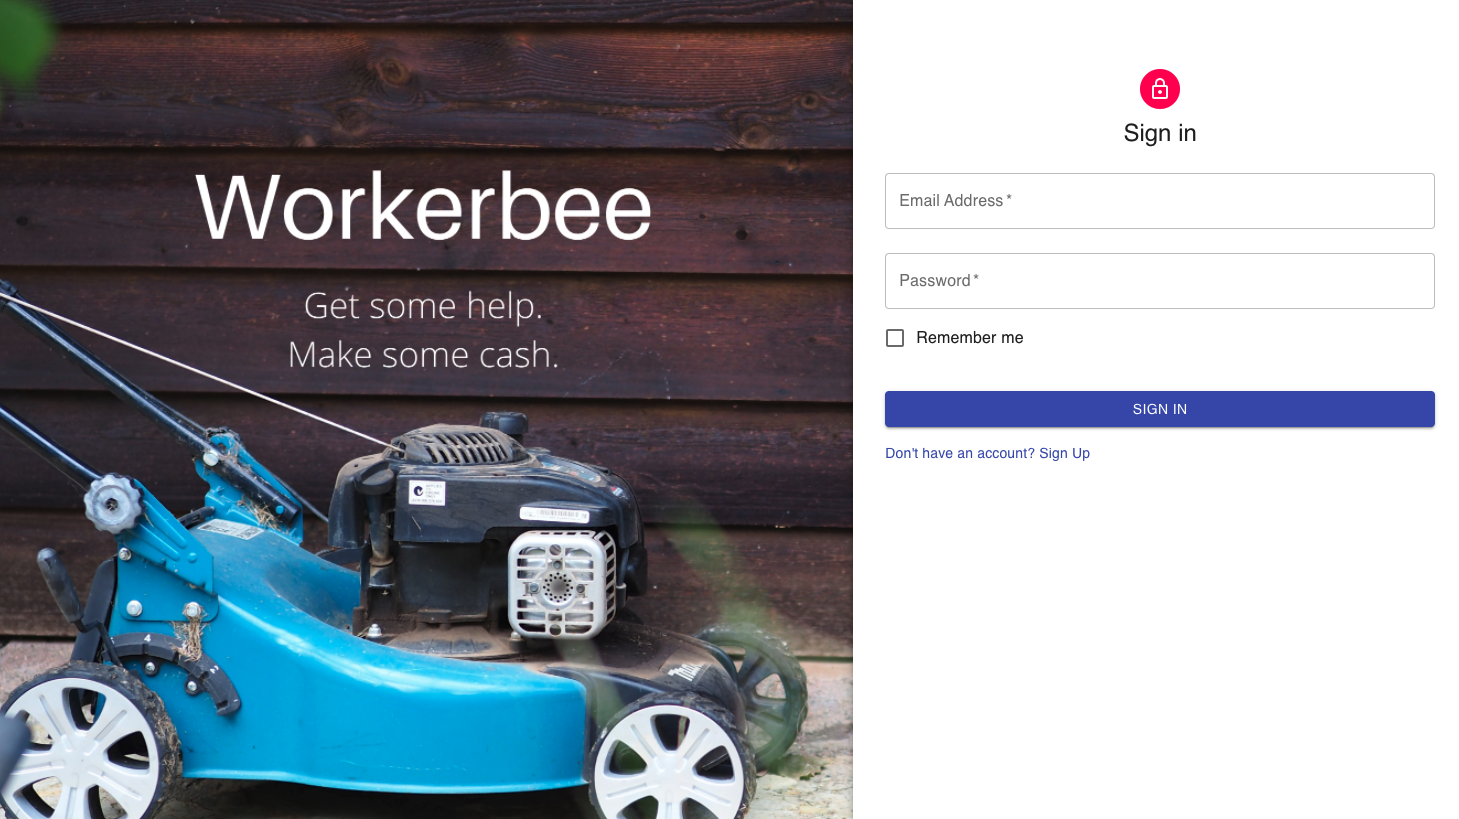 Workerbee
Get some help.
Make some cash.
Sign in
Email Address *
Password *
Remember me
SIGN IN
Don't have an account? Sign Up
4